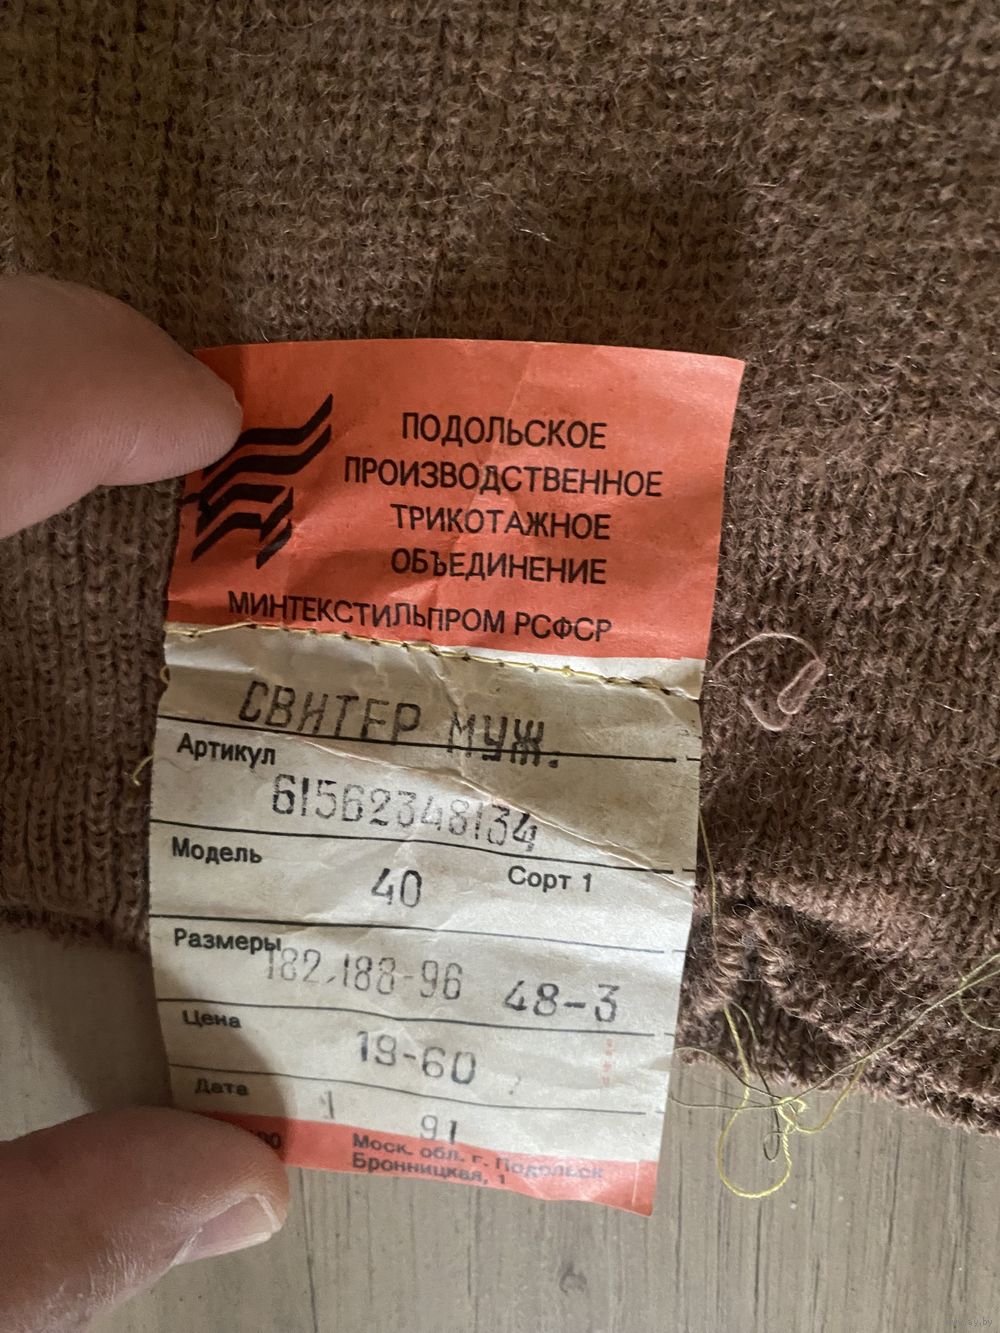 ПОДОЛЬСКОЕ
ПРОИЗВОДСТВЕННОЕ
ТРИКОТАЖНОЕ
ОБЪЕДИНЕНИЕ
МИНТЕКСТИЛЬПРОМ РСФСР
СВИТЕР МУЖ.
Артикул
61562348134
Модель
40 Сорт 1
Размеры
182,188-96 48-3
Цена
19-60
Дата
1 91
Моск. обл. г. Подольск
Бронницкая, 1